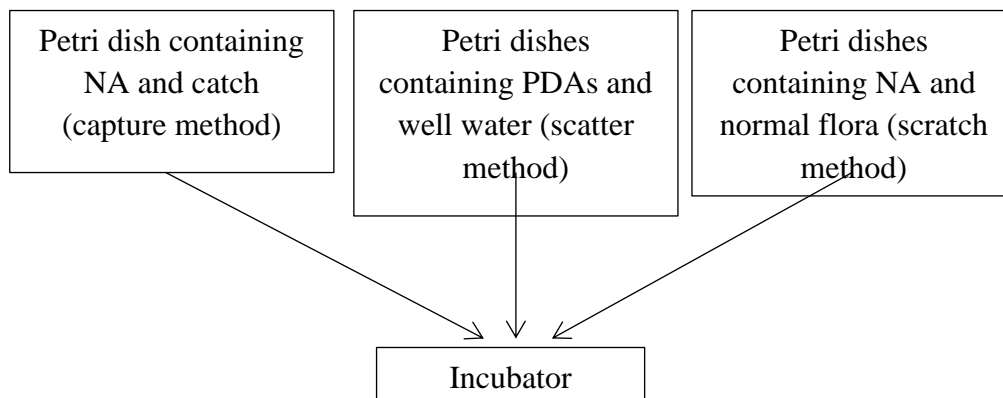 Petri dish containing
NA and catch
(capture method)
Petri dishes
containing PDAs and
well water (scatter
method)
Petri dishes
containing NA and
normal flora (scratch
method)
Incubator